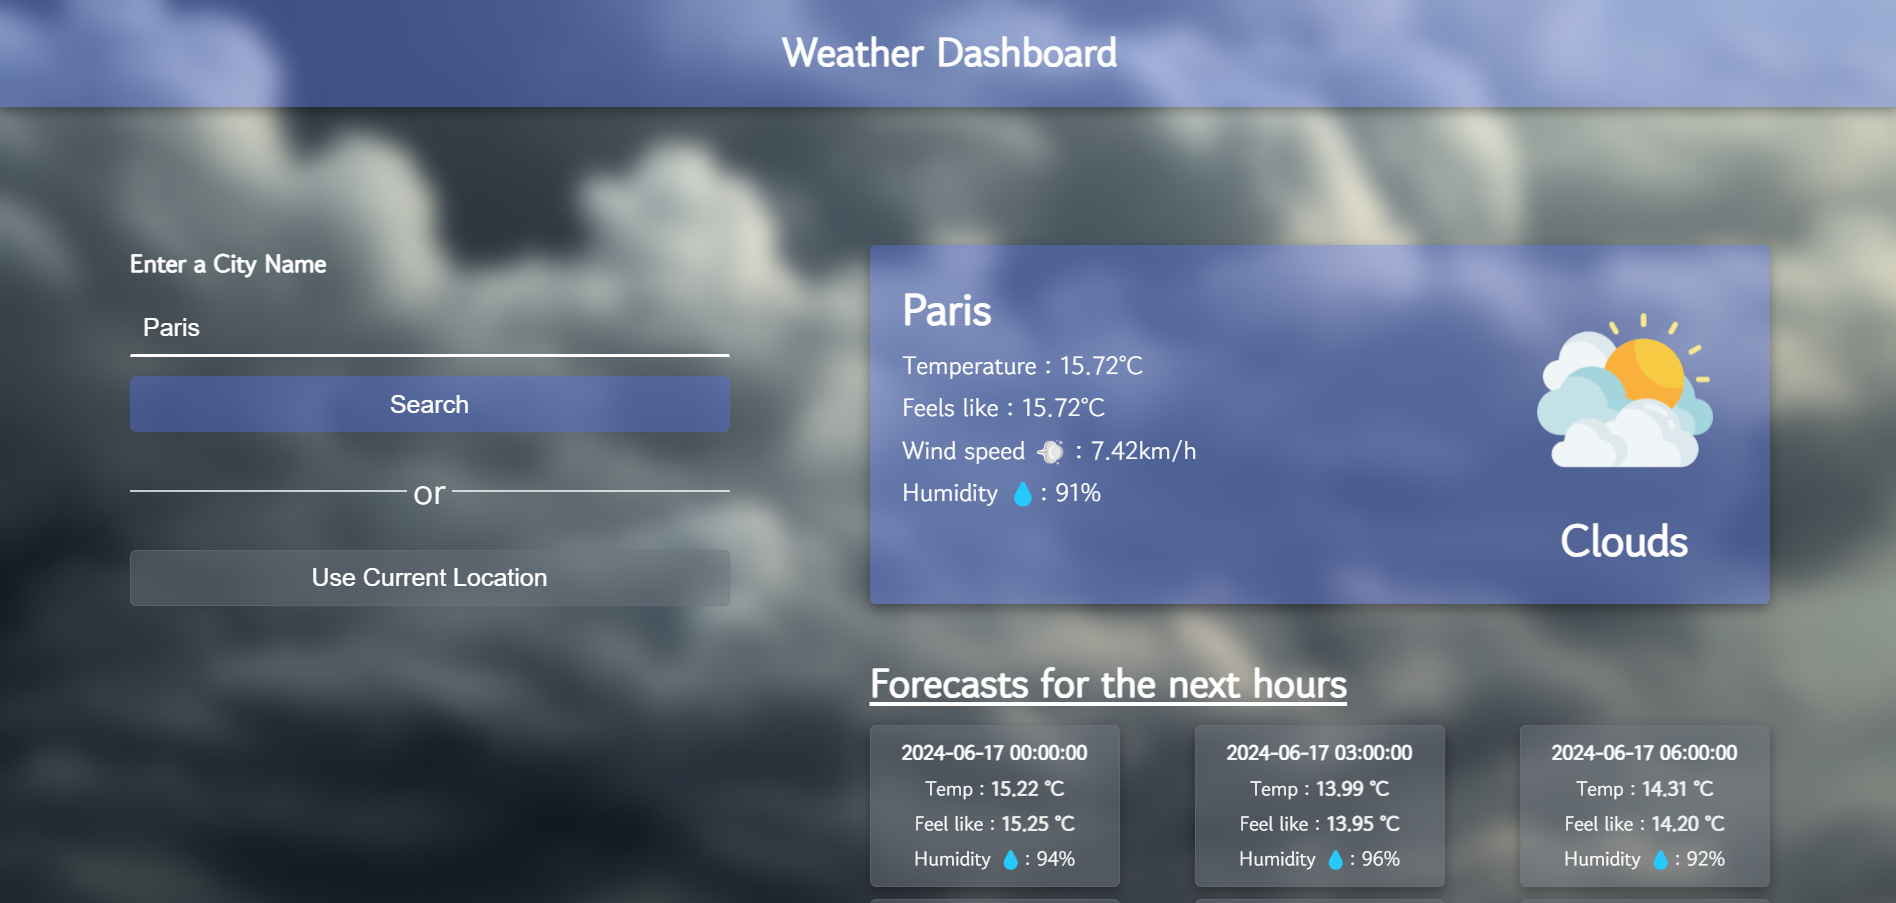 Weather Dashboard
Enter a City Name
Paris
Search
or
Use Current Location
Paris
Temperature : 15.72°C
Feels like : 15.72°C
Wind speed : 7.42km/h
Humidity : 91%
Clouds
Forecasts for the next hours
2024-06-17 00:00:00
Temp : 15.22 °C
Feel like : 15.25 °C
Humidity : 94%
2024-06-17 03:00:00
Temp : 13.99 °C
Feel like : 13.95 °C
Humidity : 96%
2024-06-17 06:00:00
Temp : 14.31 °C
Feel like : 14.20 °C
Humidity : 92%